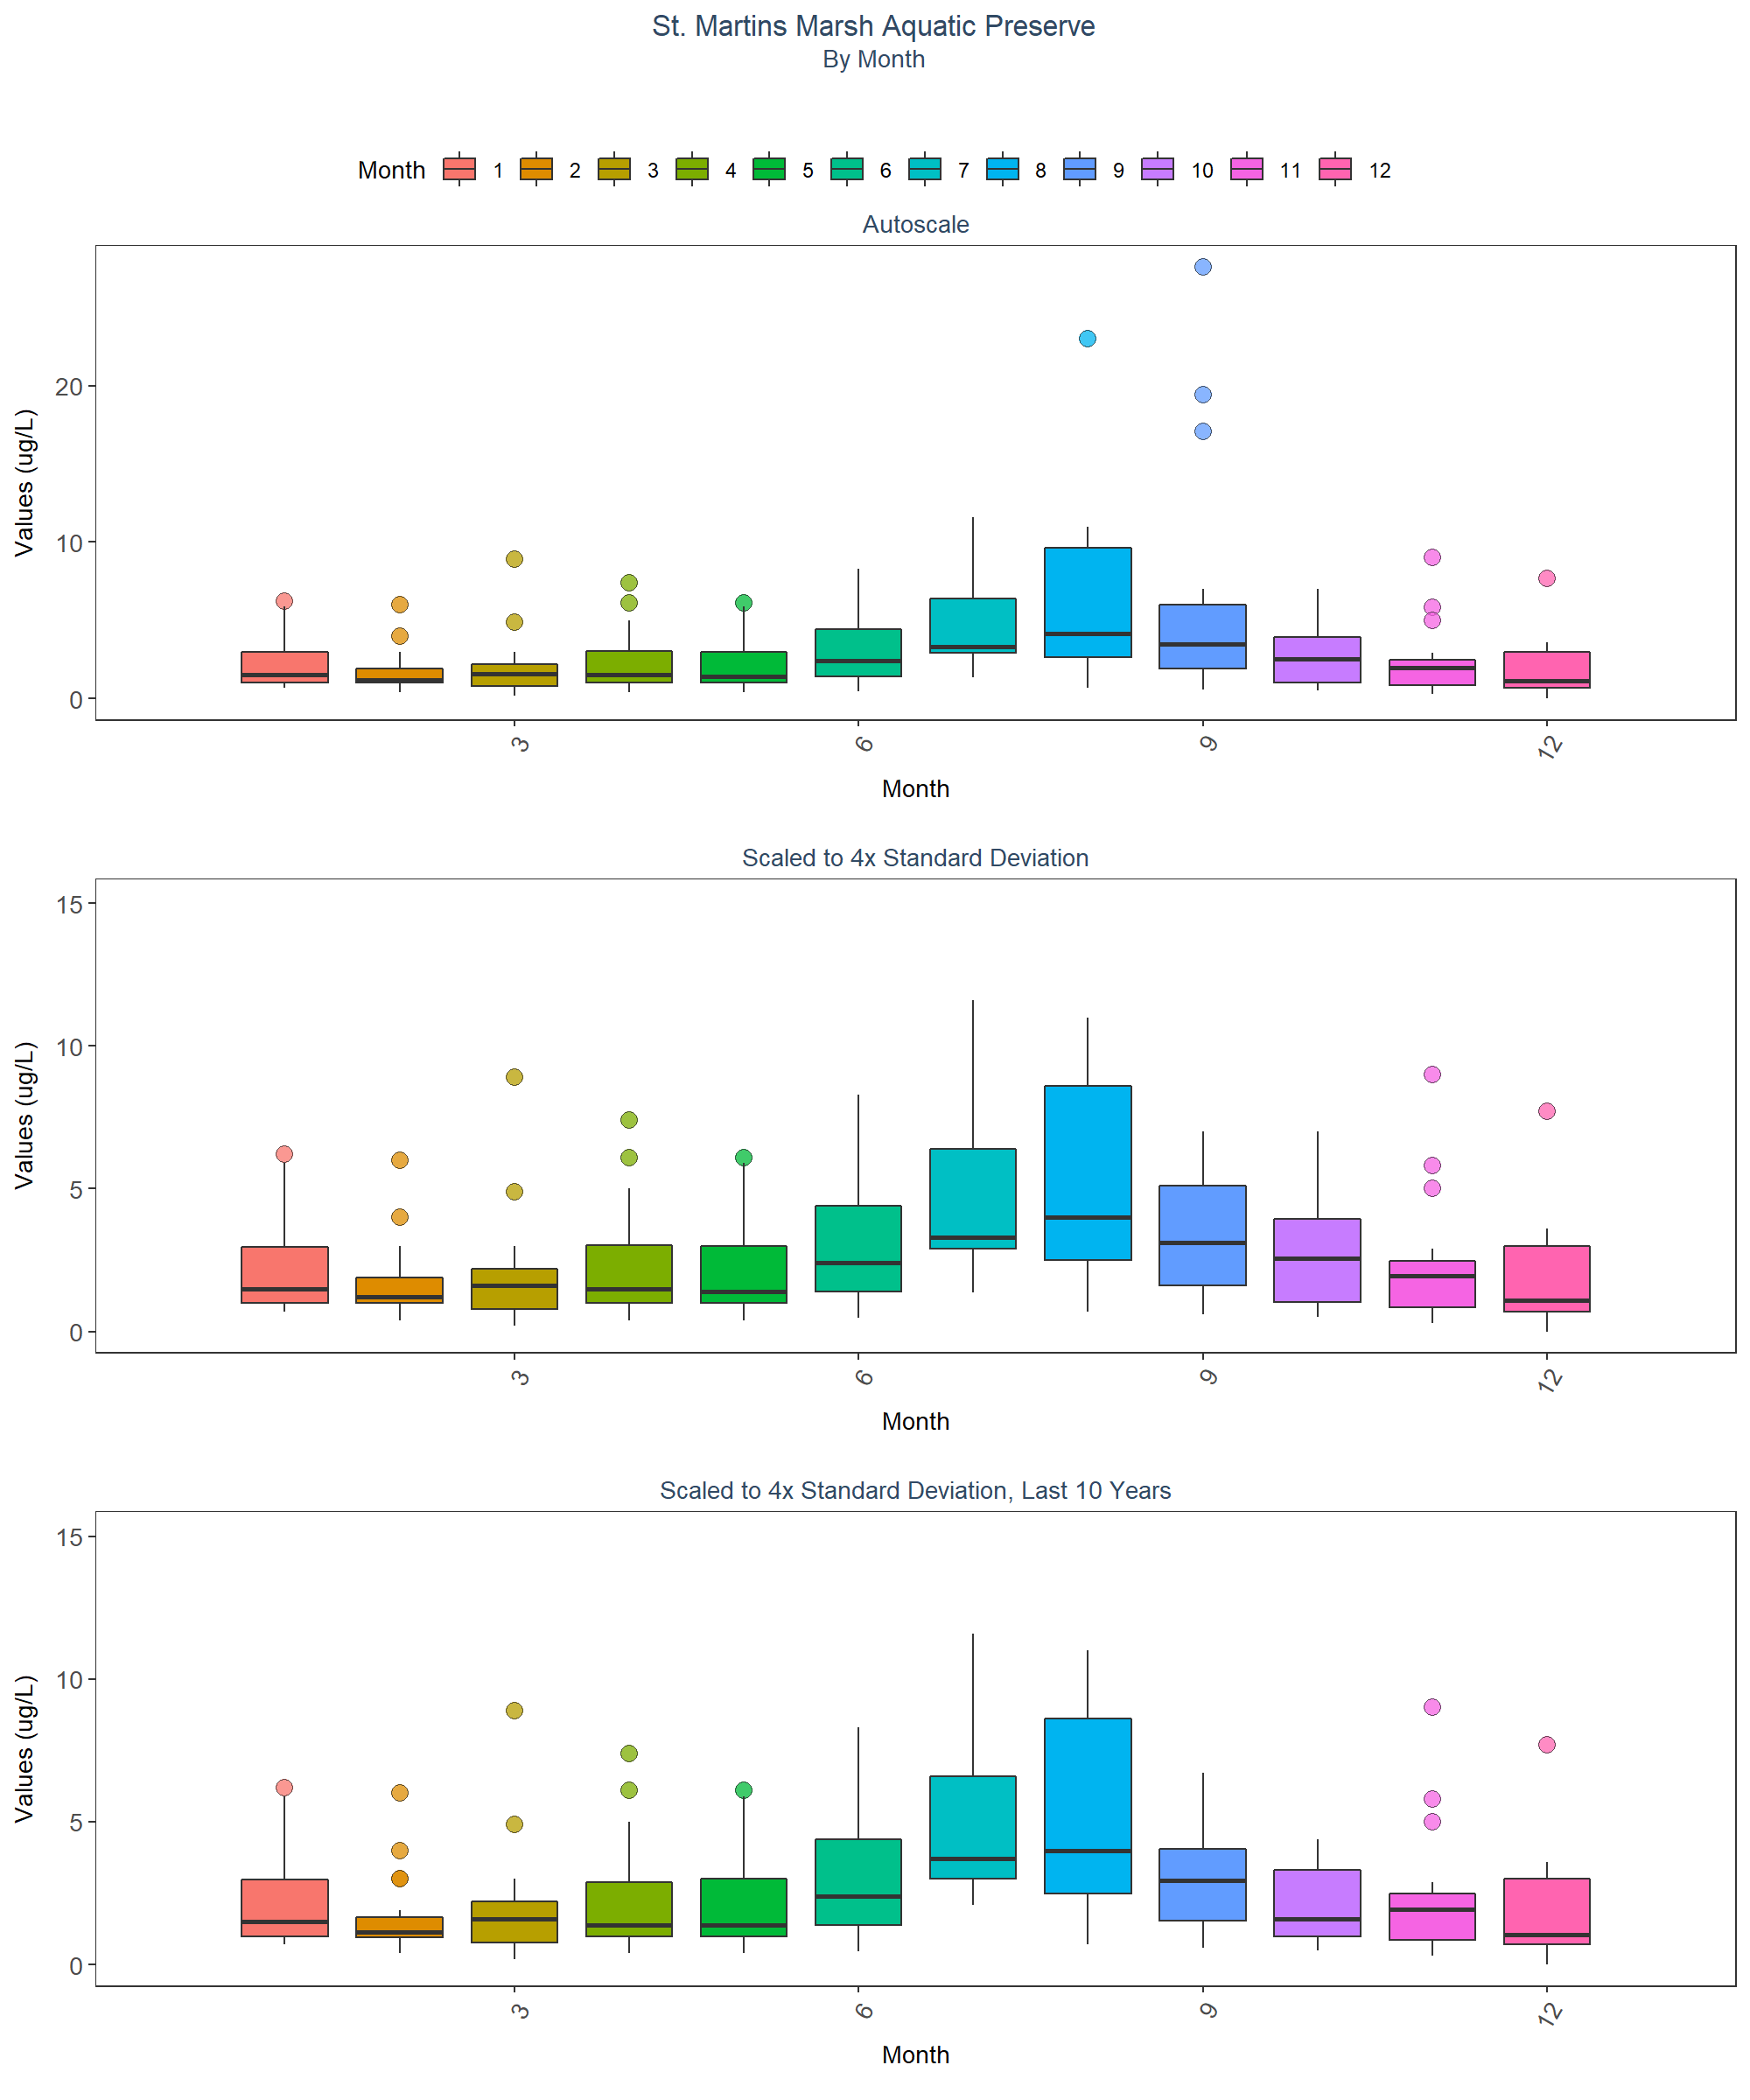 St. Martins Marsh Aquatic Preserve
By Month
Month 1 2 3 4 5 6 7 8 9 10 11 12
Autoscale
Values (ug/L)
20
10
0
3 6 9 12
Month
Scaled to 4x Standard Deviation
Values (ug/L)
15
10
5
0
3 6 9 12
Month
Scaled to 4x Standard Deviation, Last 10 Years
Values (ug/L)
15
10
5
0
3 6 9 12
Month